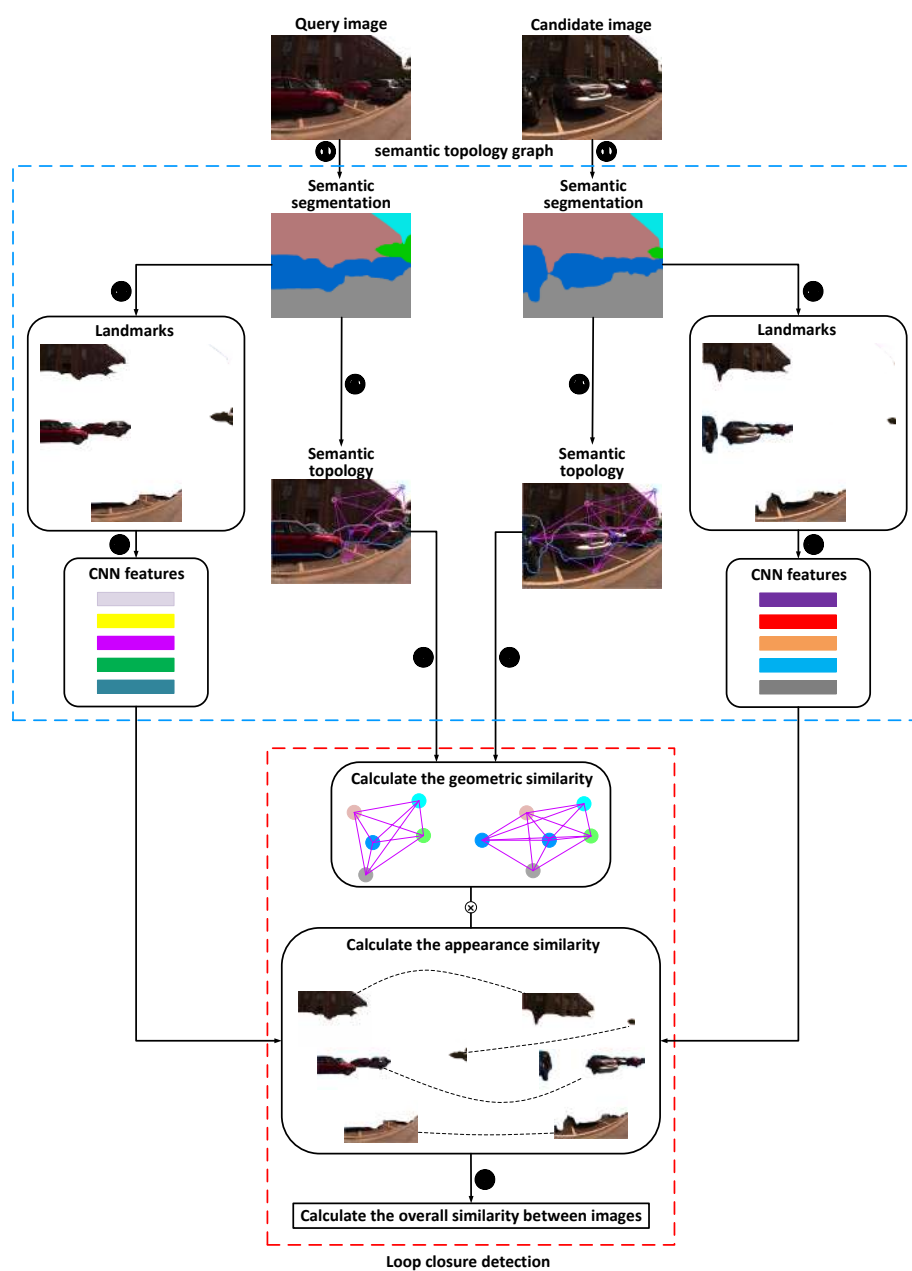 Query image
Candidate image
semantic topology graph
Semantic
segmentation
Semantic
segmentation
Landmarks
Landmarks
Semantic
topology
Semantic
topology
CNN features
CNN features
Calculate the geometric similarity
Calculate the appearance similarity
Calculate the overall similarity between images
Loop closure detection